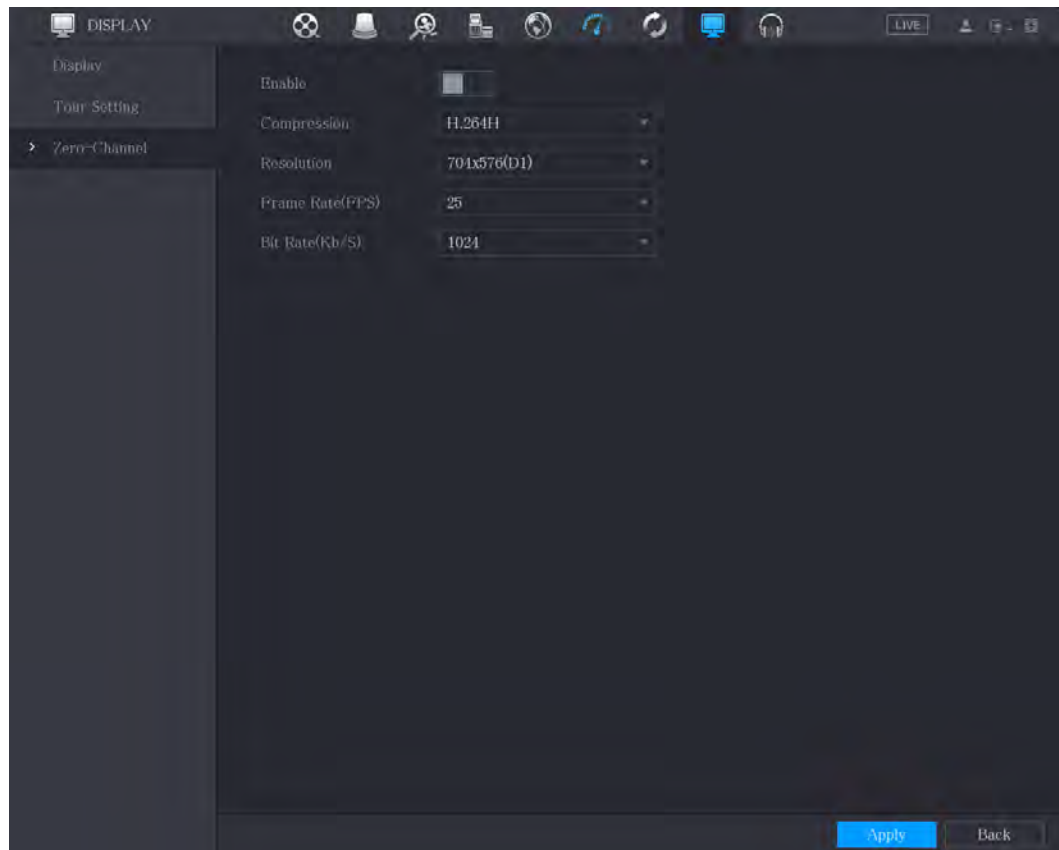 DISPLAY
LIVE
Display
Tour Setting
Zero-Channel
Enable
Compression H.264H
Resolution 704x576(D1)
Frame Rate(FPS) 25
Bit Rate(Kb/S) 1024
Apply Back